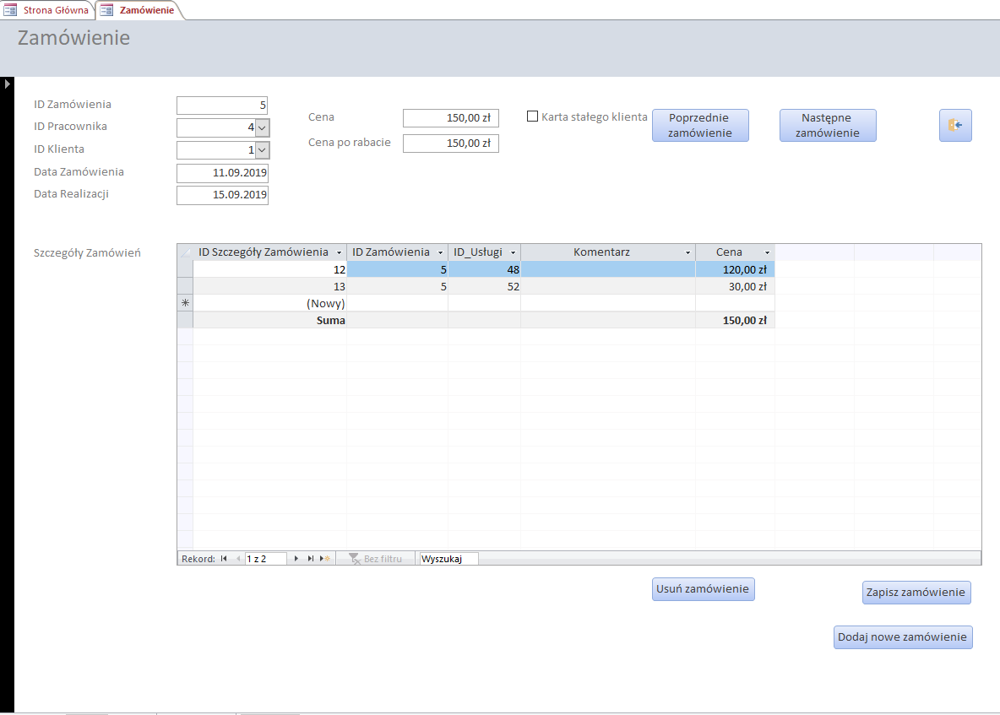 Strona Główna
Zamówienie
Zamówienie
ID Zamówienia 5
ID Pracownika 4
ID Klienta 1
Data Zamówienia 11.09.2019
Data Realizacji 15.09.2019
Cena 150,00 zł
Cena po rabacie 150,00 zł
Karta stałego klienta
Poprzednie
zamówienie
Następne
zamówienie
Szczegóły Zamówień
ID Szczegóły Zamówienia ID Zamówienia ID_Usługi Komentarz Cena
12 5 48 120,00 zł
13 5 52 30,00 zł
(Nowy)
Suma 150,00 zł
Rekord: 1 z 2 Bez filtru Wyszukaj
Usuń zamówienie
Zapisz zamówienie
Dodaj nowe zamówienie